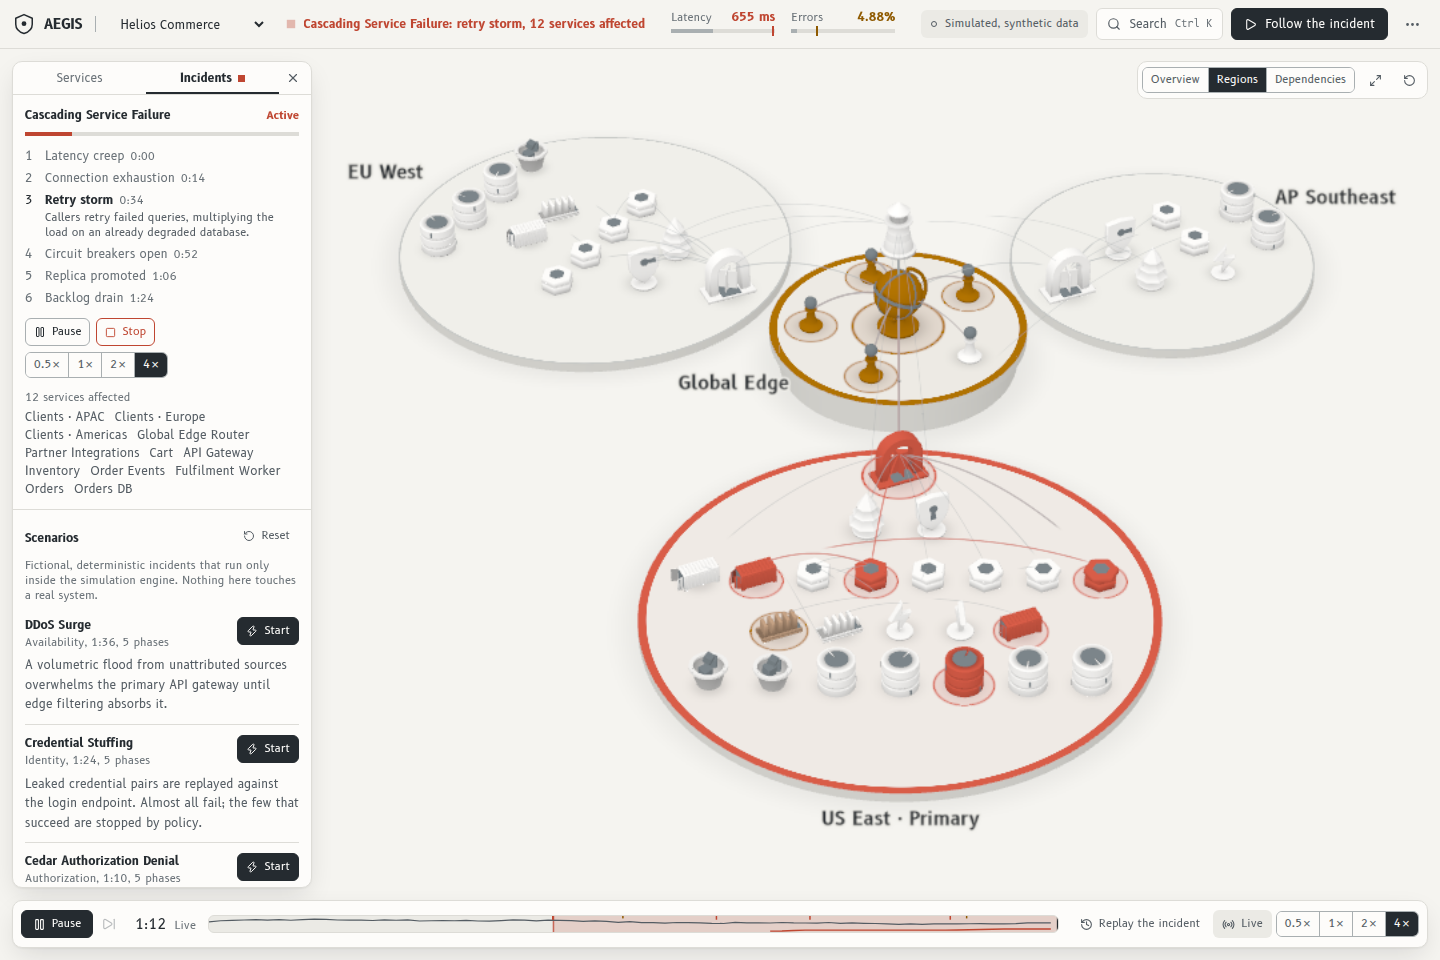 AEGIS
Helios Commerce
Cascading Service Failure: retry storm, 12 services affected
Latency 655 ms
Errors 4.88%
Simulated, synthetic data
Search Ctrl K
Follow the incident
Services
Incidents
Cascading Service Failure Active
1 Latency creep 0:00
2 Connection exhaustion 0:14
3 Retry storm 0:34
Callers retry failed queries, multiplying the
load on an already degraded database.
4 Circuit breakers open 0:52
5 Replica promoted 1:06
6 Backlog drain 1:24
Pause Stop
0.5× 1× 2× 4×
12 services affected
Clients · APAC Clients · Europe
Clients · Americas Global Edge Router
Partner Integrations Cart API Gateway
Inventory Order Events Fulfilment Worker
Orders Orders DB
Scenarios Reset
Fictional, deterministic incidents that run only
inside the simulation engine. Nothing here touches
a real system.
DDoS Surge Start
Availability, 1:36, 5 phases
A volumetric flood from unattributed sources
overwhelms the primary API gateway until
edge filtering absorbs it.
Credential Stuffing Start
Identity, 1:24, 5 phases
Leaked credential pairs are replayed against
the login endpoint. Almost all fail; the few that
succeed are stopped by policy.
Cedar Authorization Denial Start
Authorization, 1:10, 5 phases
Overview Regions Dependencies
EU West
AP Southeast
Global Edge
US East · Primary
Pause 1:12 Live
Replay the incident Live 0.5× 1× 2× 4×